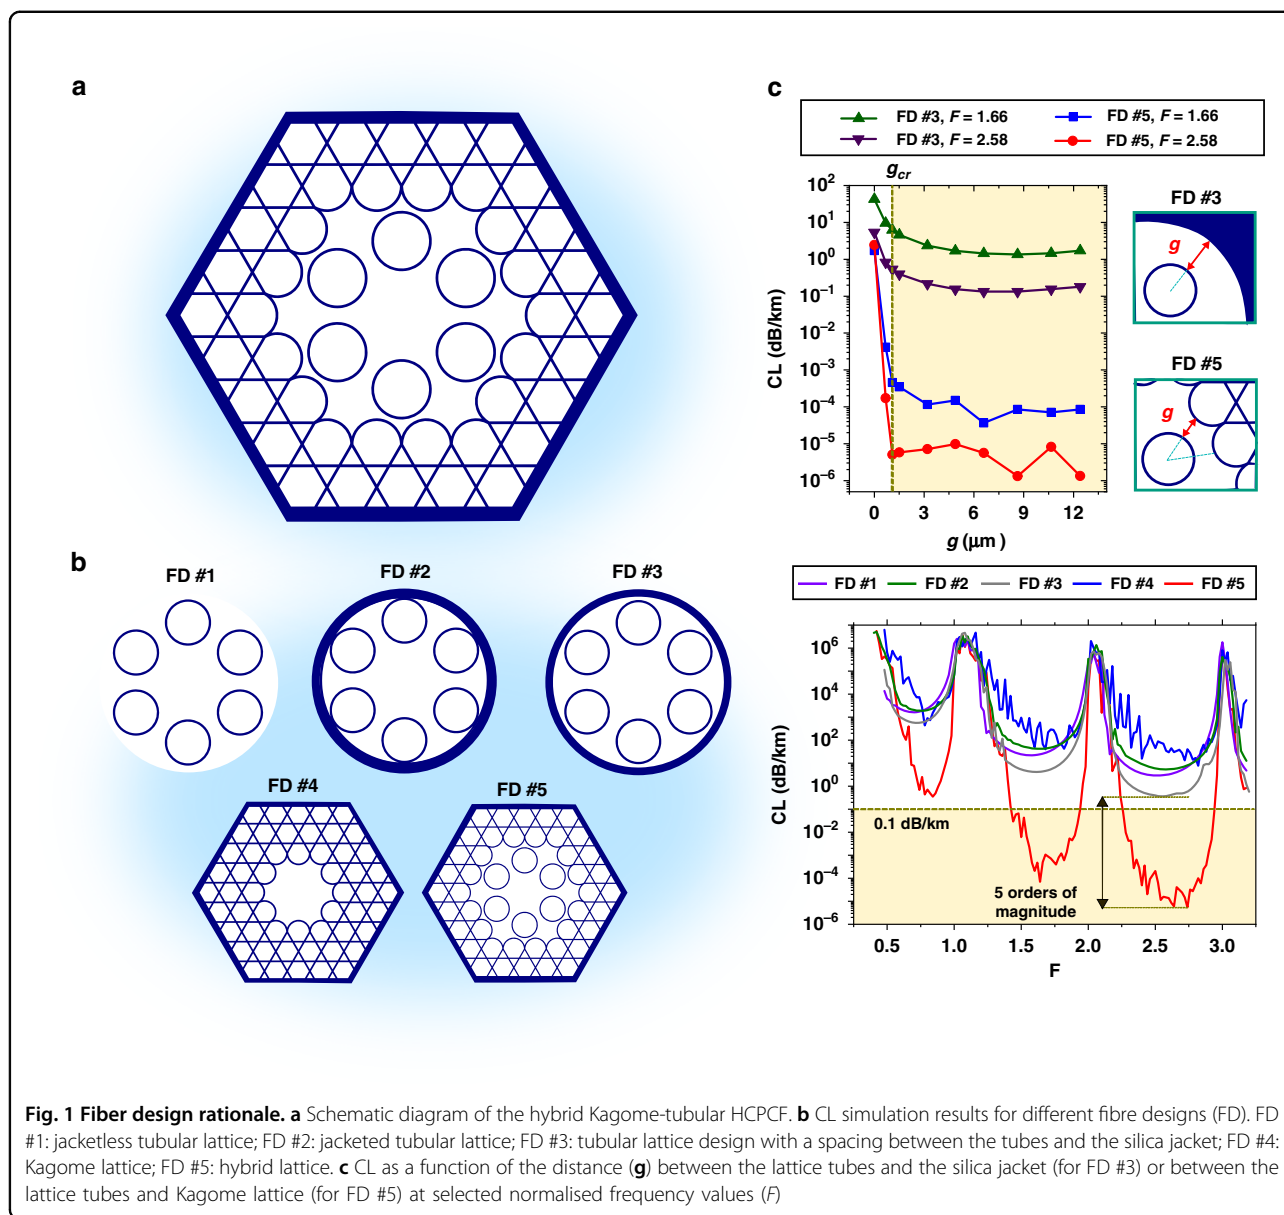 a
c
FD #3, F = 1.66
FD #5, F = 1.66
FD #3, F = 2.58
FD #5, F = 2.58
g_cr
10^2
10^1
10^0
10^-1
10^-2
10^-3
10^-4
10^-5
10^-6
CL (dB/km)
0 3 6 9 12
g (μm )
FD #3
g
FD #5
g
b
FD #1
FD #2
FD #3
FD #4
FD #5
FD #1 FD #2 FD #3 FD #4 FD #5
10^6
10^4
10^2
10^0
10^-2
10^-4
10^-6
CL (dB/km)
0.1 dB/km
5 orders of
magnitude
0.5 1.0 1.5 2.0 2.5 3.0
F
Fig. 1 Fiber design rationale. a Schematic diagram of the hybrid Kagome-tubular HCPCF. b CL simulation results for different fibre designs (FD). FD
#1: jacketless tubular lattice; FD #2: jacketed tubular lattice; FD #3: tubular lattice design with a spacing between the tubes and the silica jacket; FD #4:
Kagome lattice; FD #5: hybrid lattice. c CL as a function of the distance (g) between the lattice tubes and the silica jacket (for FD #3) or between the
lattice tubes and Kagome lattice (for FD #5) at selected normalised frequency values (F)